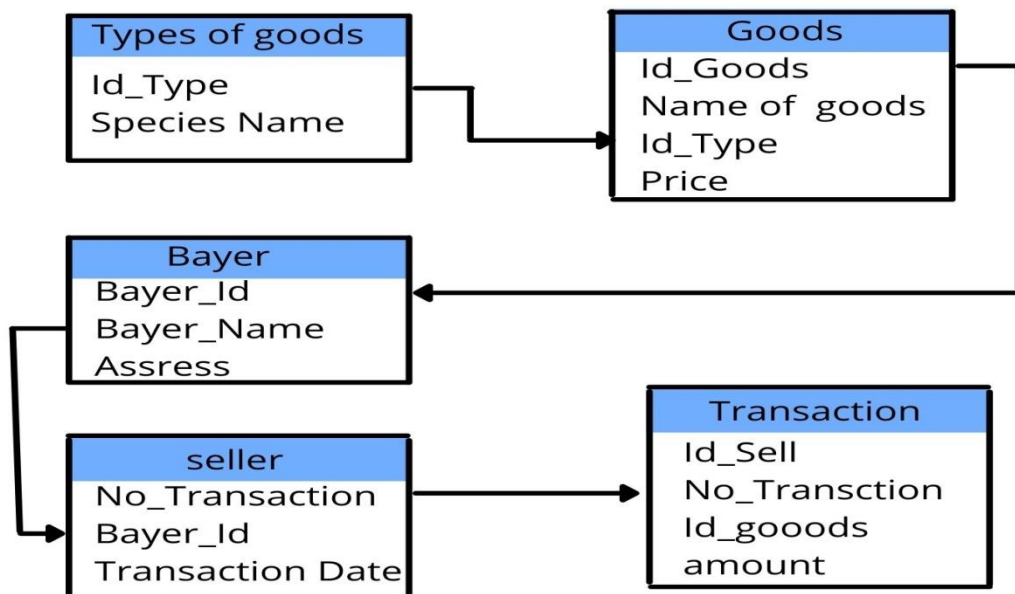 Types of goods
Id_Type
Species Name
Goods
Id_Goods
Name of goods
Id_Type
Price
Bayer
Bayer_Id
Bayer_Name
Assress
seller
No_Transaction
Bayer_Id
Transaction Date
Transaction
Id_Sell
No_Transction
Id_gooods
amount